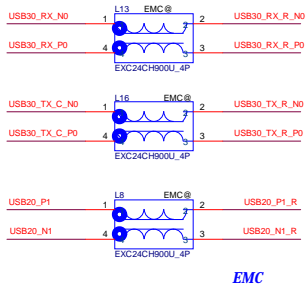 L13 EMC@
USB30_RX_N0 1 2 USB30_RX_R_N0
USB30_RX_P0 4 3 USB30_RX_R_P0
EXC24CH900U_4P
L16 EMC@
USB30_TX_C_N0 1 2 USB30_TX_R_N0
USB30_TX_C_P0 4 3 USB30_TX_R_P0
EXC24CH900U_4P
L8 EMC@
USB20_P1 1 2 USB20_P1_R
USB20_N1 4 3 USB20_N1_R
EXC24CH900U_4P
EMC